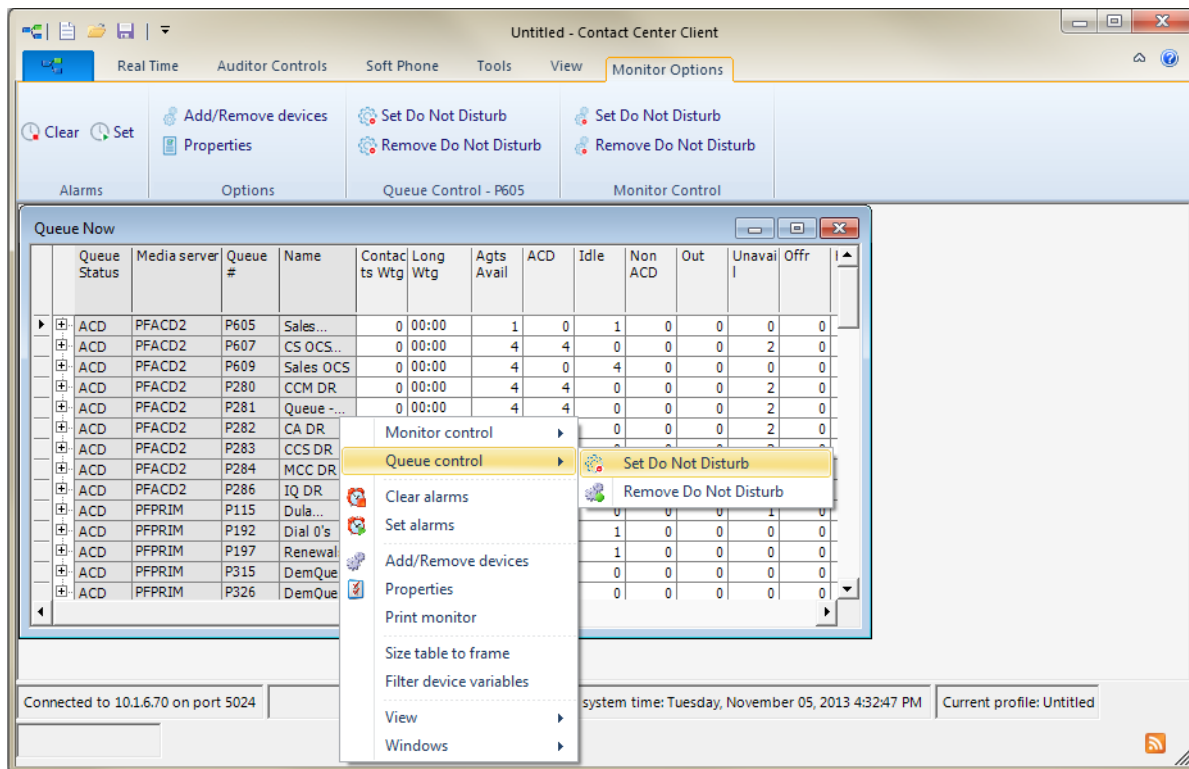 Untitled - Contact Center Client
Real Time Auditor Controls Soft Phone Tools View Monitor Options
Clear Set Add/Remove devices Set Do Not Disturb Set Do Not Disturb
Properties Remove Do Not Disturb Remove Do Not Disturb
Alarms Options Queue Control - P605 Monitor Control
Queue Now
Queue Media server Queue Name Contac Long Agts ACD Idle Non Out Unavai Offr
Status # ts Wtg Wtg Avail ACD l
ACD PFACD2 P605 Sales... 0 00:00 1 0 1 0 0 0 0
ACD PFACD2 P607 CS OCS... 0 00:00 4 4 0 0 0 2 0
ACD PFACD2 P609 Sales OCS 0 00:00 4 0 4 0 0 0 0
ACD PFACD2 P280 CCM DR 0 00:00 4 4 0 0 0 2 0
ACD PFACD2 P281 Queue -... 0 00:00 4 4 0 0 0 2 0
ACD PFACD2 P282 CA DR 0 0 0 2 0
ACD PFACD2 P283 CCS DR
ACD PFACD2 P284 MCC DR
ACD PFACD2 P286 IQ DR
ACD PFPRIM P115 Dula... 0 0 0 1 0
ACD PFPRIM P192 Dial 0's 1 0 0 0 0
ACD PFPRIM P197 Renewal 1 0 0 0 0
ACD PFPRIM P315 DemQue 0 0 0 0 0
ACD PFPRIM P326 DemQue 0 0 0 0 0
Monitor control
Queue control
Clear alarms
Set alarms
Add/Remove devices
Properties
Print monitor
Size table to frame
Filter device variables
View
Windows
Set Do Not Disturb
Remove Do Not Disturb
Connected to 10.1.6.70 on port 5024 system time: Tuesday, November 05, 2013 4:32:47 PM Current profile: Untitled